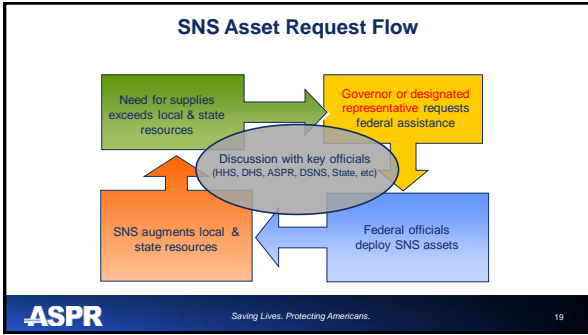 SNS Asset Request Flow
Need for supplies
exceeds local & state
resources
Governor or designated
representative requests
federal assistance
Discussion with key officials
(HHS, DHS, ASPR, DSNS, State, etc)
SNS augments local &
state resources
Federal officials
deploy SNS assets
ASPR
Saving Lives. Protecting Americans.
19